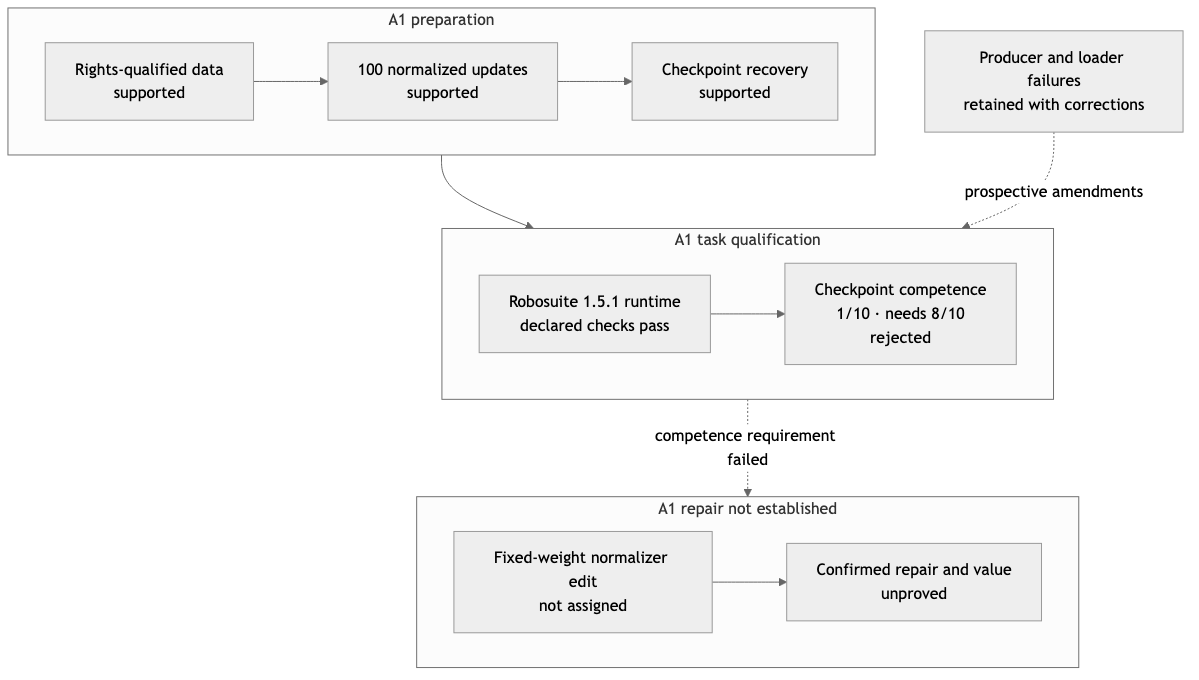 A1 preparation
Rights-qualified data
supported
100 normalized updates
supported
Checkpoint recovery
supported
Producer and loader
failures
retained with corrections
prospective amendments
A1 task qualification
Robosuite 1.5.1 runtime
declared checks pass
Checkpoint competence
1/10 · needs 8/10
rejected
competence requirement
failed
A1 repair not established
Fixed-weight normalizer
edit
not assigned
Confirmed repair and value
unproved